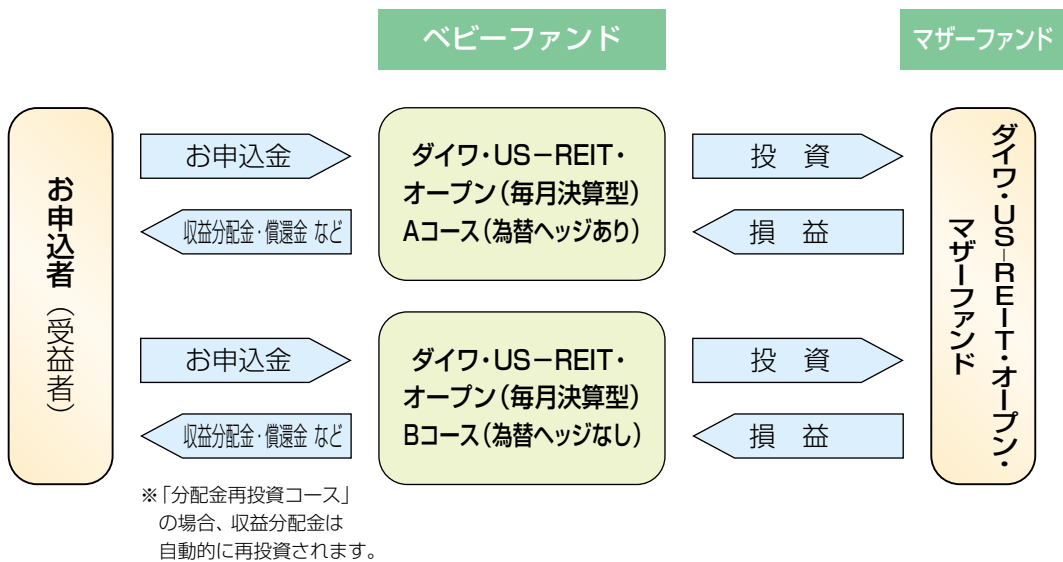 ベビーファンド
マザーファンド
お申込者（受益者）
お申込金
収益分配金・償還金 など
ダイワ・US－REIT・
オープン（毎月決算型）
Aコース（為替ヘッジあり）
投　資
損　益
お申込金
収益分配金・償還金 など
ダイワ・US－REIT・
オープン（毎月決算型）
Bコース（為替ヘッジなし）
投　資
損　益
ダイワ・US－REIT・オープン・
マザーファンド
※「分配金再投資コース」
の場合、収益分配金は
自動的に再投資されます。